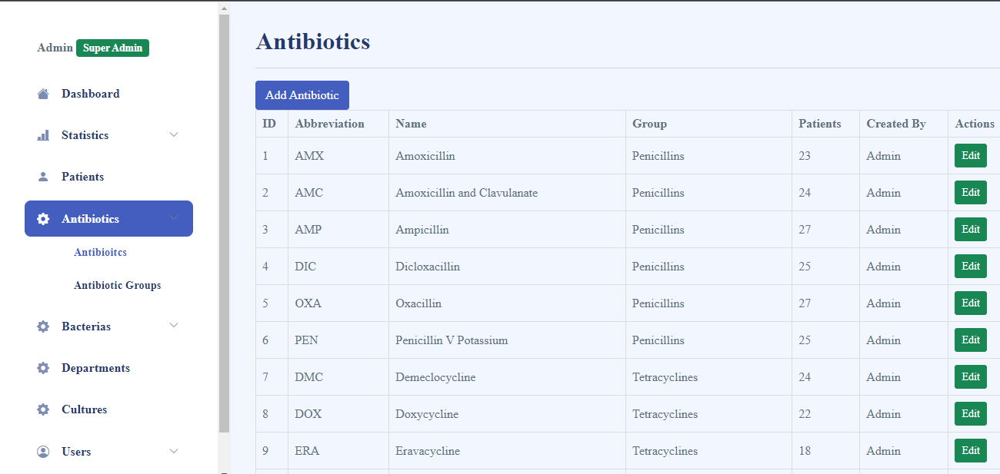 Admin Super Admin
Dashboard
Statistics
Patients
Antibiotics
Antibioitcs
Antibiotic Groups
Bacterias
Departments
Cultures
Users
Antibiotics
Add Antibiotic
ID Abbreviation Name Group Patients Created By Actions
1 AMX Amoxicillin Penicillins 23 Admin Edit
2 AMC Amoxicillin and Clavulanate Penicillins 24 Admin Edit
3 AMP Ampicillin Penicillins 27 Admin Edit
4 DIC Dicloxacillin Penicillins 25 Admin Edit
5 OXA Oxacillin Penicillins 27 Admin Edit
6 PEN Penicillin V Potassium Penicillins 25 Admin Edit
7 DMC Demeclocycline Tetracyclines 24 Admin Edit
8 DOX Doxycycline Tetracyclines 22 Admin Edit
9 ERA Eravacycline Tetracyclines 18 Admin Edit